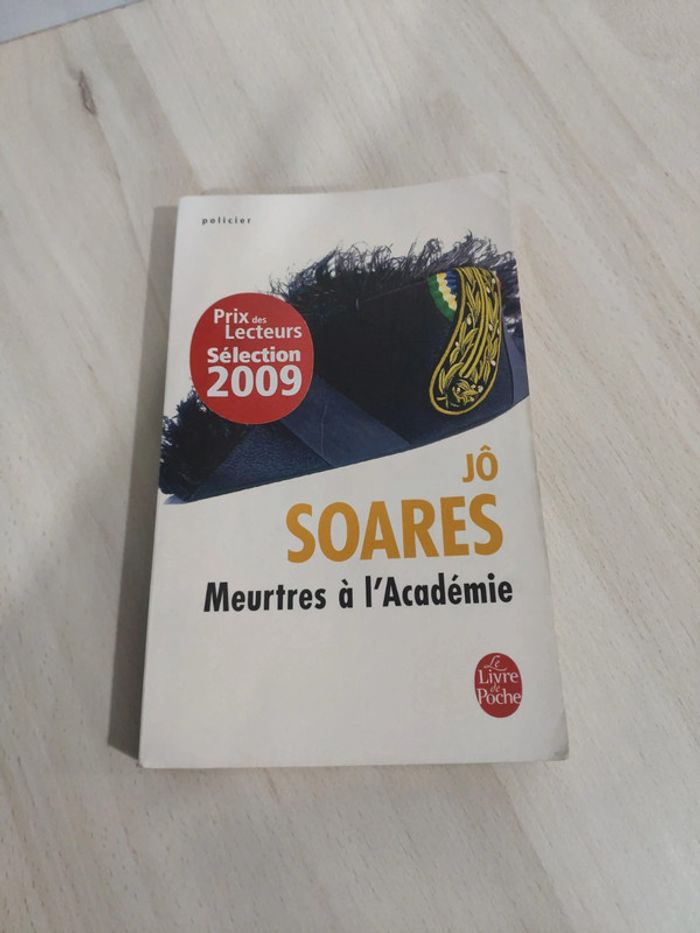 policier
Prix des
Lecteurs
Sélection
2009
JÔ
SOARES
Meurtres à l'Académie
Le
Livre
de
Poche